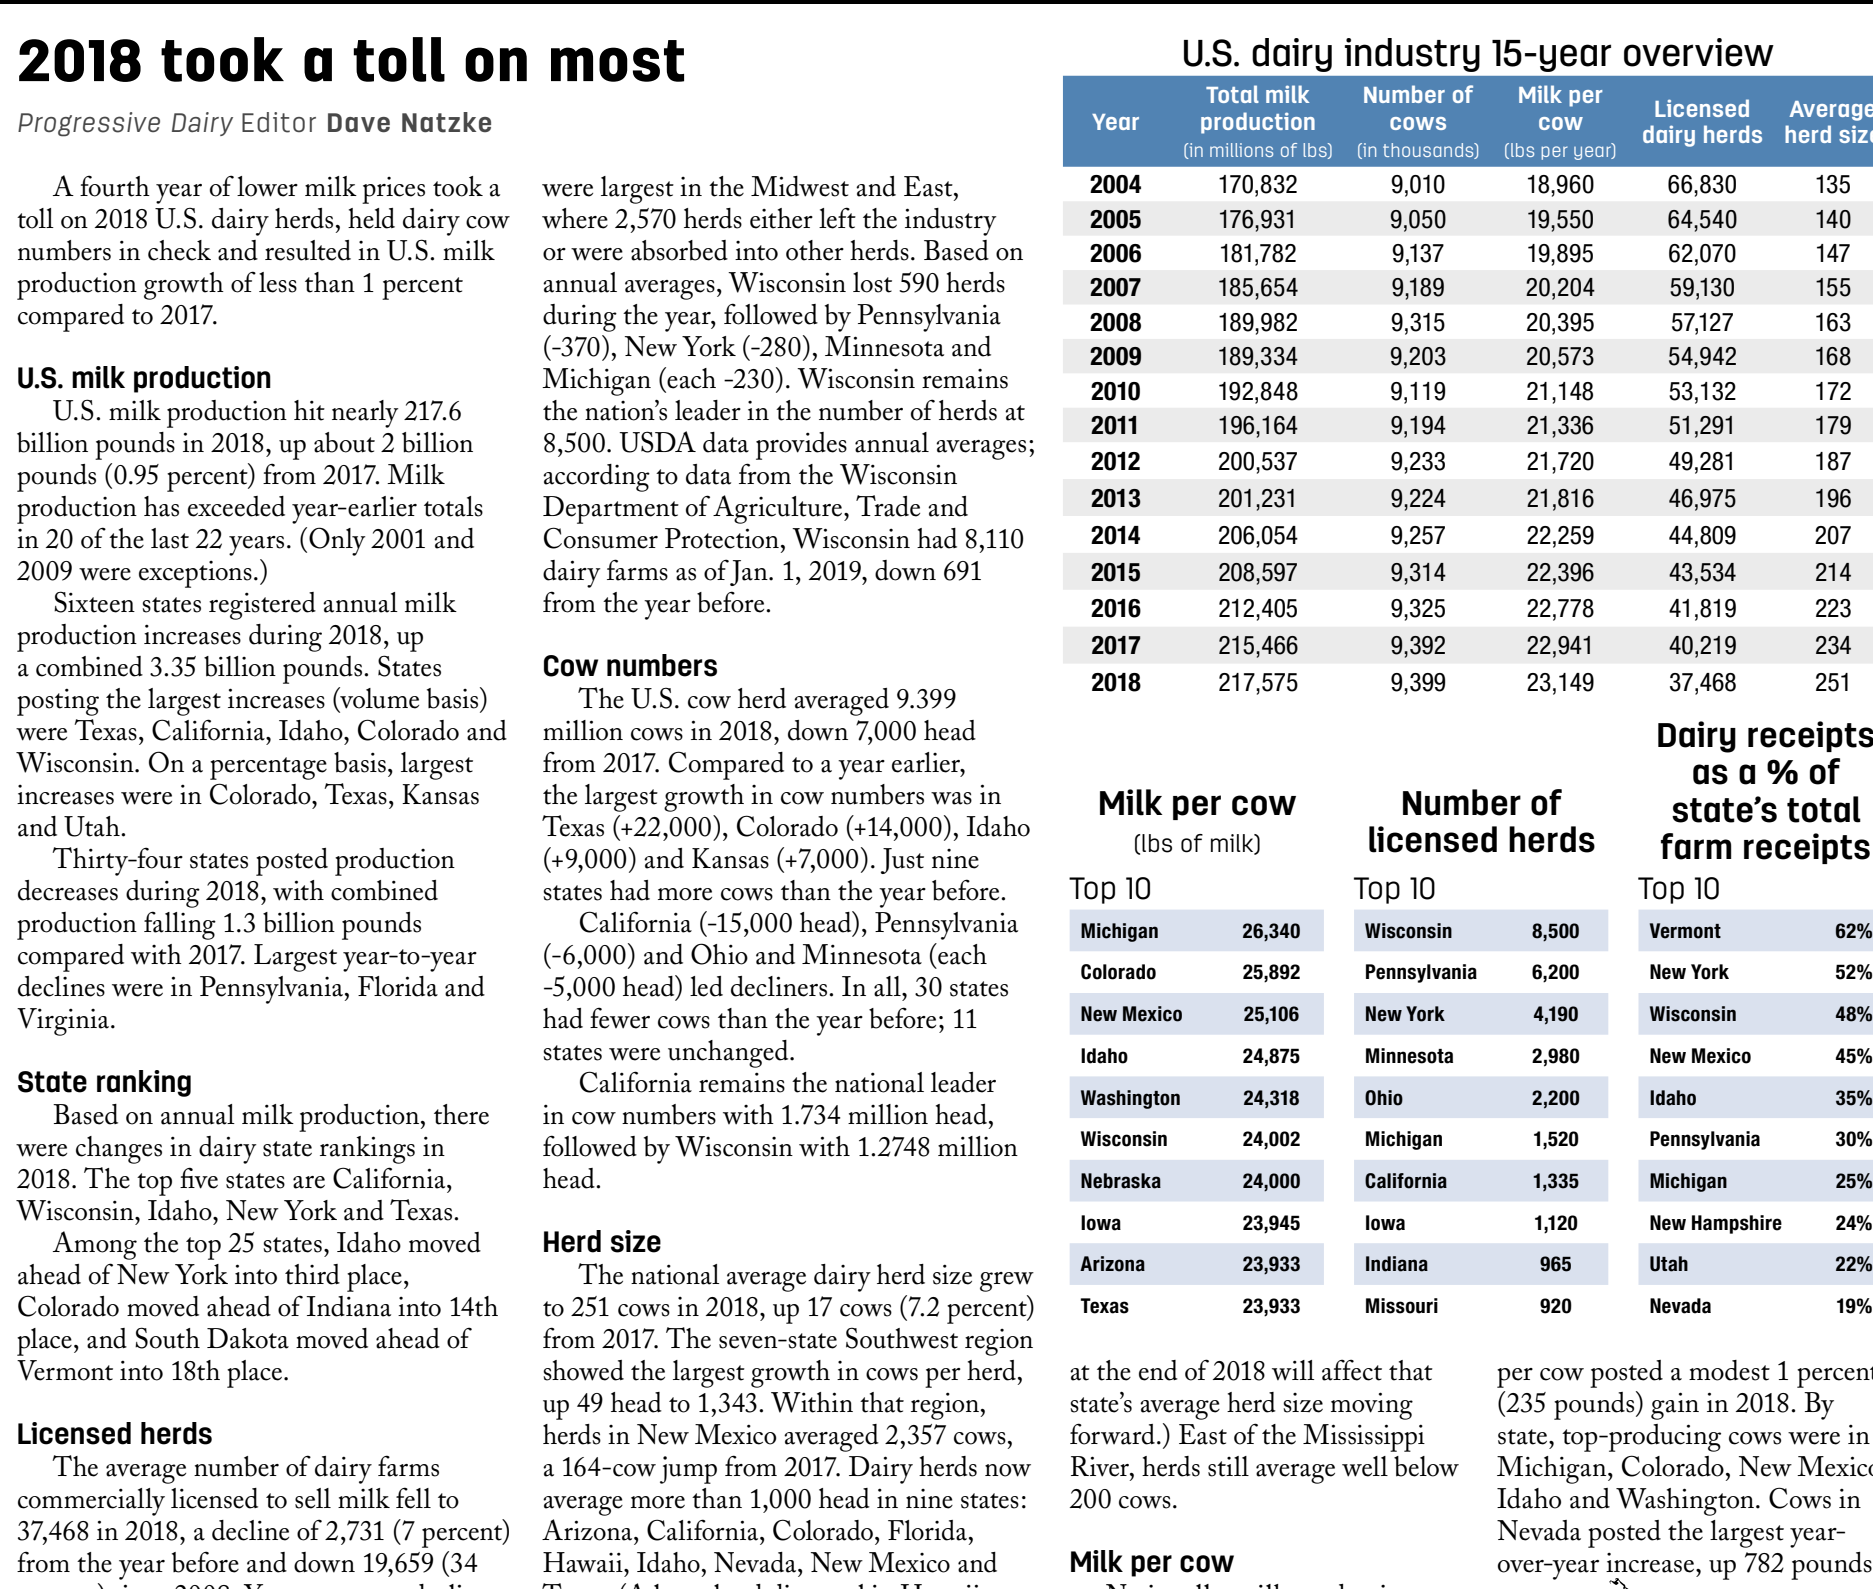 2018 took a toll on most
Progressive Dairy Editor Dave Natzke
A fourth year of lower milk prices took a
toll on 2018 U.S. dairy herds, held dairy cow
numbers in check and resulted in U.S. milk
production growth of less than 1 percent
compared to 2017.
U.S. milk production
U.S. milk production hit nearly 217.6
billion pounds in 2018, up about 2 billion
pounds (0.95 percent) from 2017. Milk
production has exceeded year-earlier totals
in 20 of the last 22 years. (Only 2001 and
2009 were exceptions.)
Sixteen states registered annual milk
production increases during 2018, up
a combined 3.35 billion pounds. States
posting the largest increases (volume basis)
were Texas, California, Idaho, Colorado and
Wisconsin. On a percentage basis, largest
increases were in Colorado, Texas, Kansas
and Utah.
Thirty-four states posted production
decreases during 2018, with combined
production falling 1.3 billion pounds
compared with 2017. Largest year-to-year
declines were in Pennsylvania, Florida and
Virginia.
State ranking
Based on annual milk production, there
were changes in dairy state rankings in
2018. The top five states are California,
Wisconsin, Idaho, New York and Texas.
Among the top 25 states, Idaho moved
ahead of New York into third place,
Colorado moved ahead of Indiana into 14th
place, and South Dakota moved ahead of
Vermont into 18th place.
Licensed herds
The average number of dairy farms
commercially licensed to sell milk fell to
37,468 in 2018, a decline of 2,731 (7 percent)
from the year before and down 19,659 (34
were largest in the Midwest and East,
where 2,570 herds either left the industry
or were absorbed into other herds. Based on
annual averages, Wisconsin lost 590 herds
during the year, followed by Pennsylvania
(-370), New York (-280), Minnesota and
Michigan (each -230). Wisconsin remains
the nation's leader in the number of herds at
8,500. USDA data provides annual averages;
according to data from the Wisconsin
Department of Agriculture, Trade and
Consumer Protection, Wisconsin had 8,110
dairy farms as of Jan. 1, 2019, down 691
from the year before.
Cow numbers
The U.S. cow herd averaged 9.399
million cows in 2018, down 7,000 head
from 2017. Compared to a year earlier,
the largest growth in cow numbers was in
Texas (+22,000), Colorado (+14,000), Idaho
(+9,000) and Kansas (+7,000). Just nine
states had more cows than the year before.
California (-15,000 head), Pennsylvania
(-6,000) and Ohio and Minnesota (each
-5,000 head) led decliners. In all, 30 states
had fewer cows than the year before; 11
states were unchanged.
California remains the national leader
in cow numbers with 1.734 million head,
followed by Wisconsin with 1.2748 million
head.
Herd size
The national average dairy herd size grew
to 251 cows in 2018, up 17 cows (7.2 percent)
from 2017. The seven-state Southwest region
showed the largest growth in cows per herd,
up 49 head to 1,343. Within that region,
herds in New Mexico averaged 2,357 cows,
a 164-cow jump from 2017. Dairy herds now
average more than 1,000 head in nine states:
Arizona, California, Colorado, Florida,
Hawaii, Idaho, Nevada, New Mexico and
U.S. dairy industry 15-year overview
Year Total milk production (in millions of lbs) Number of cows (in thousands) Milk per cow (lbs per year) Licensed dairy herds Average herd size
2004 170,832 9,010 18,960 66,830 135
2005 176,931 9,050 19,550 64,540 140
2006 181,782 9,137 19,895 62,070 147
2007 185,654 9,189 20,204 59,130 155
2008 189,982 9,315 20,395 57,127 163
2009 189,334 9,203 20,573 54,942 168
2010 192,848 9,119 21,148 53,132 172
2011 196,164 9,194 21,336 51,291 179
2012 200,537 9,233 21,720 49,281 187
2013 201,231 9,224 21,816 46,975 196
2014 206,054 9,257 22,259 44,809 207
2015 208,597 9,314 22,396 43,534 214
2016 212,405 9,325 22,778 41,819 223
2017 215,466 9,392 22,941 40,219 234
2018 217,575 9,399 23,149 37,468 251
Milk per cow
(lbs of milk)
Top 10
Michigan 26,340
Colorado 25,892
New Mexico 25,106
Idaho 24,875
Washington 24,318
Wisconsin 24,002
Nebraska 24,000
Iowa 23,945
Arizona 23,933
Texas 23,933
Number of
licensed herds
Top 10
Wisconsin 8,500
Pennsylvania 6,200
New York 4,190
Minnesota 2,980
Ohio 2,200
Michigan 1,520
California 1,335
Iowa 1,120
Indiana 965
Missouri 920
Dairy receipts
as a % of
state's total
farm receipts
Top 10
Vermont 62%
New York 52%
Wisconsin 48%
New Mexico 45%
Idaho 35%
Pennsylvania 30%
Michigan 25%
New Hampshire 24%
Utah 22%
Nevada 19%
at the end of 2018 will affect that
state's average herd size moving
forward.) East of the Mississippi
River, herds still average well below
200 cows.
Milk per cow
per cow posted a modest 1 percent
(235 pounds) gain in 2018. By
state, top-producing cows were in
Michigan, Colorado, New Mexico
Idaho and Washington. Cows in
Nevada posted the largest year-
over-year increase, up 782 pounds